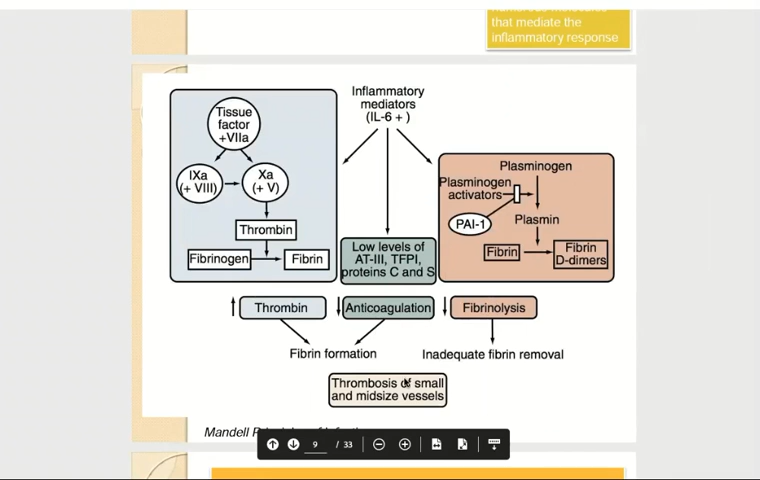 that mediate the
inflammatory response
Inflammatory
mediators
(IL-6 + )
Tissue
factor
+VIIa
IXa
(+ VIII)
Xa
(+ V)
Thrombin
Fibrinogen
Fibrin
Low levels of
AT-III, TFPI,
proteins C and S
Plasminogen
Plasminogen
activators
PAI-1
Plasmin
Fibrin
Fibrin
D-dimers
Thrombin
Anticoagulation
Fibrinolysis
Fibrin formation
Inadequate fibrin removal
Thrombosis of small
and midsize vessels
Mandell
9 / 33